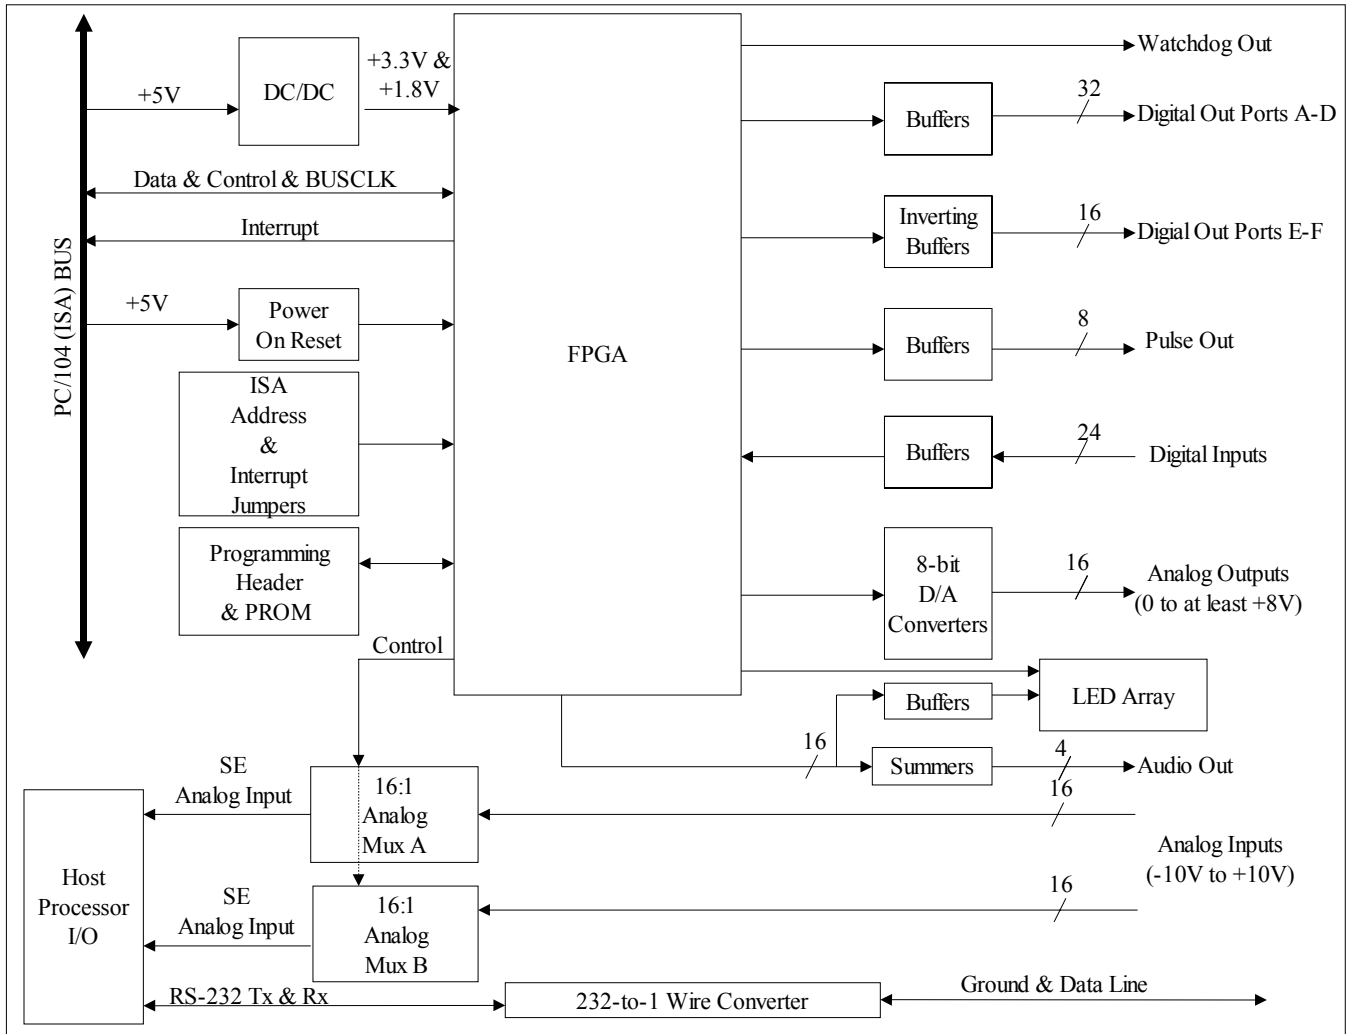 PC/104 (ISA) BUS
+5V
DC/DC
+3.3V &
+1.8V
Data & Control & BUSCLK
Interrupt
+5V
Power
On Reset
ISA
Address
&
Interrupt
Jumpers
Programming
Header
& PROM
Control
FPGA
Watchdog Out
Buffers
32
Digital Out Ports A-D
Inverting
Buffers
16
Digial Out Ports E-F
Buffers
8
Pulse Out
Buffers
24
Digital Inputs
8-bit
D/A
Converters
16
Analog Outputs
(0 to at least +8V)
Buffers
LED Array
16
Summers
4
Audio Out
SE
Analog Input
16:1
Analog
Mux A
16
Analog Inputs
(-10V to +10V)
Host
Processor
I/O
SE
Analog Input
16:1
Analog
Mux B
16
RS-232 Tx & Rx
232-to-1 Wire Converter
Ground & Data Line